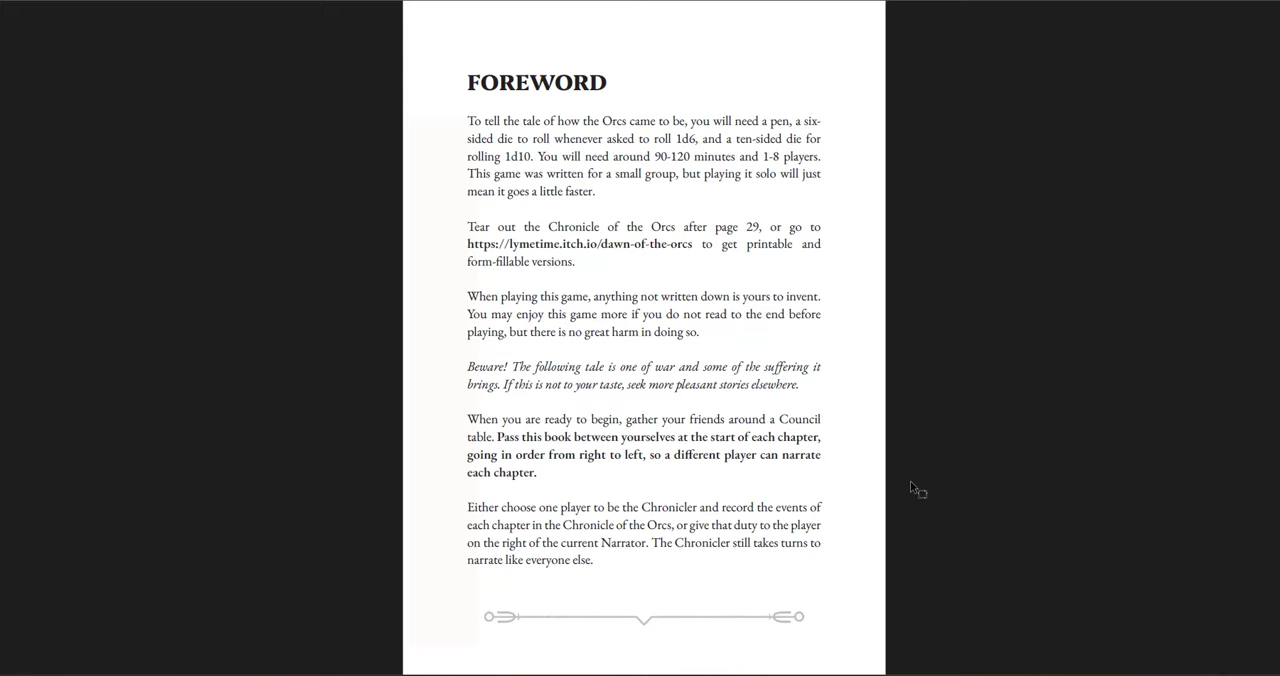 FOREWORD
To tell the tale of how the Orcs came to be, you will need a pen, a six-
sided die to roll whenever asked to roll 1d6, and a ten-sided die for
rolling 1d10. You will need around 90-120 minutes and 1-8 players.
This game was written for a small group, but playing it solo will just
mean it goes a little faster.
Tear out the Chronicle of the Orcs after page 29, or go to
https://lymetime.itch.io/dawn-of-the-orcs to get printable and
form-fillable versions.
When playing this game, anything not written down is yours to invent.
You may enjoy this game more if you do not read to the end before
playing, but there is no great harm in doing so.
Beware! The following tale is one of war and some of the suffering it
brings. If this is not to your taste, seek more pleasant stories elsewhere.
When you are ready to begin, gather your friends around a Council
table. Pass this book between yourselves at the start of each chapter,
going in order from right to left, so a different player can narrate
each chapter.
Either choose one player to be the Chronicler and record the events of
each chapter in the Chronicle of the Orcs, or give that duty to the player
on the right of the current Narrator. The Chronicler still takes turns to
narrate like everyone else.